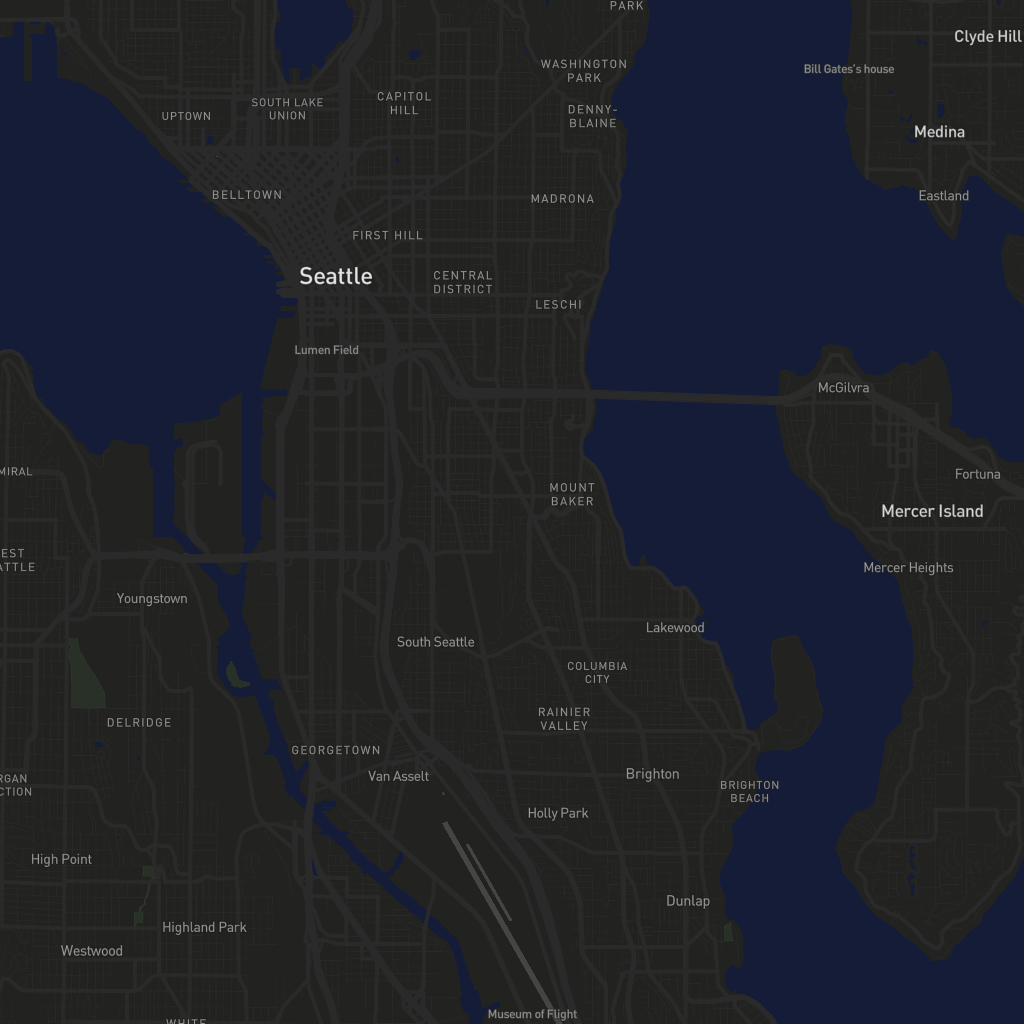 PARK
Clyde Hill
WASHINGTON
PARK
Bill Gates's house
SOUTH LAKE
UNION
CAPITOL
HILL
UPTOWN
DENNY-
BLAINE
Medina
BELLTOWN
MADRONA
Eastland
FIRST HILL
Seattle
CENTRAL
DISTRICT
LESCHI
Lumen Field
McGilvra
MIRAL
Fortuna
MOUNT
BAKER
Mercer Island
EST
ATTLE
Mercer Heights
Youngstown
Lakewood
South Seattle
COLUMBIA
CITY
DELRIDGE
RAINIER
VALLEY
GEORGETOWN
Van Asselt
Brighton
RGAN
CTION
BRIGHTON
BEACH
Holly Park
High Point
Dunlap
Highland Park
Westwood
Museum of Flight
WHITE